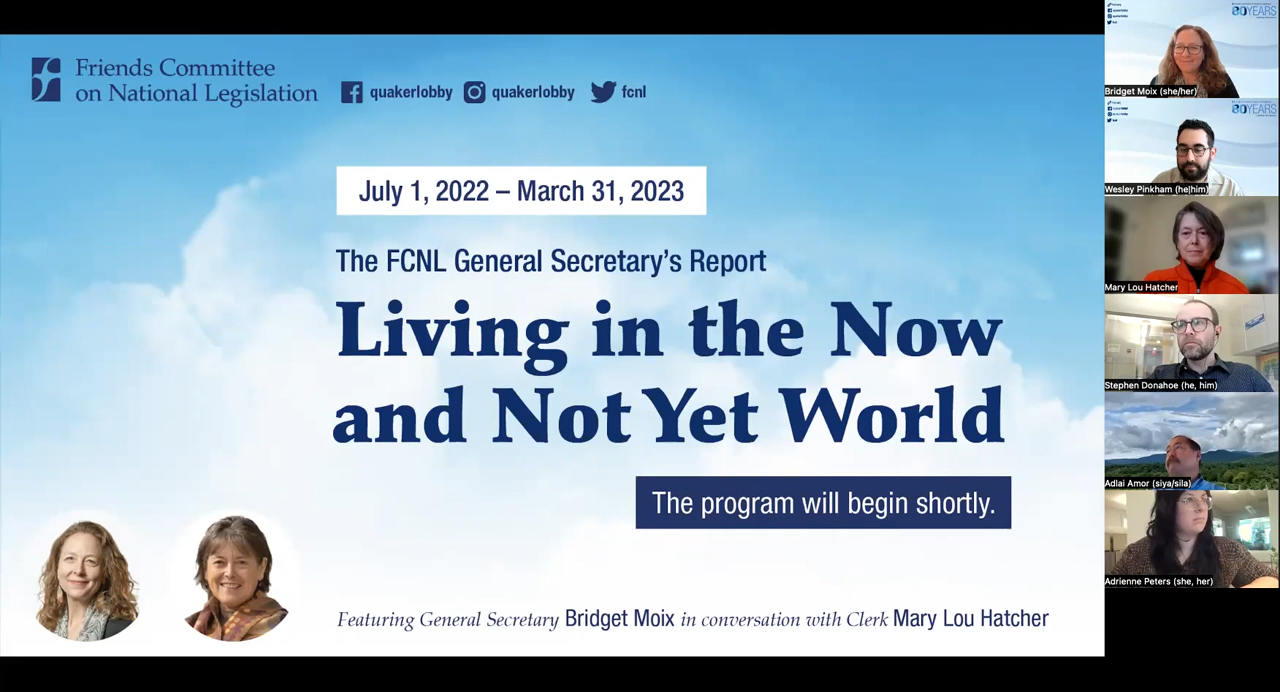 Friends Committee
on National Legislation
quakerlobby
quakerlobby
fcnl
July 1, 2022 – March 31, 2023
The FCNL General Secretary's Report
Living in the Now
and Not Yet World
The program will begin shortly.
Featuring General Secretary Bridget Moix in conversation with Clerk Mary Lou Hatcher
quakerlobby
80YEARS
Bridget Moix (she/her)
YEARS
Wesley Pinkham (he|him)
Mary Lou Hatcher
Stephen Donahoe (he, him)
Adlai Amor (siya/sila)
Adrienne Peters (she, her)